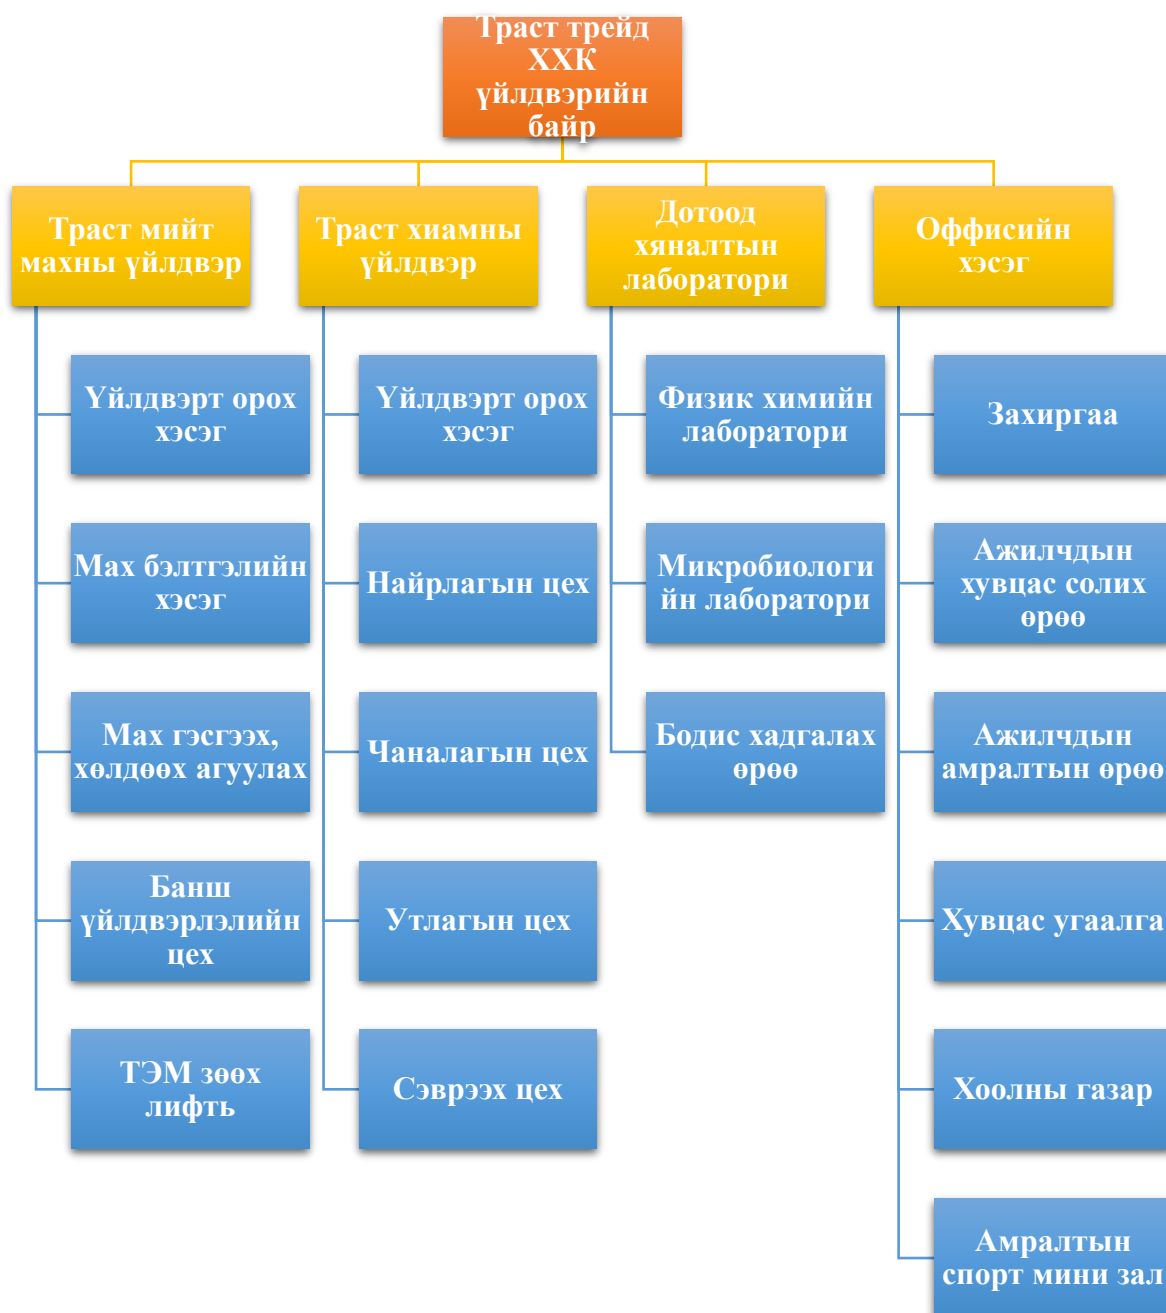 Траст трейд
ХХК
үйлдвэрийн
байр
Траст мийт
махны үйлдвэр
Үйлдвэрт орох
хэсэг
Мах бэлтгэлийн
хэсэг
Мах гэсгээх,
хөлдөөх агуулах
Банш
үйлдвэрлэлийн
цех
ТЭМ зөөх
лифть
Траст хиамны
үйлдвэр
Үйлдвэрт орох
хэсэг
Найрлагын цех
Чаналагын цех
Утлагын цех
Сэврээх цех
Дотоод
хяналтын
лаборатори
Физик химийн
лаборатори
Микробиологи
йн лаборатори
Бодис хадгалах
өрөө
Оффисийн
хэсэг
Захиргаа
Ажилчдын
хувцас солих
өрөө
Ажилчдын
амралтын өрөө
Хувцас угаалга
Хоолны газар
Амралтын
спорт мини зал